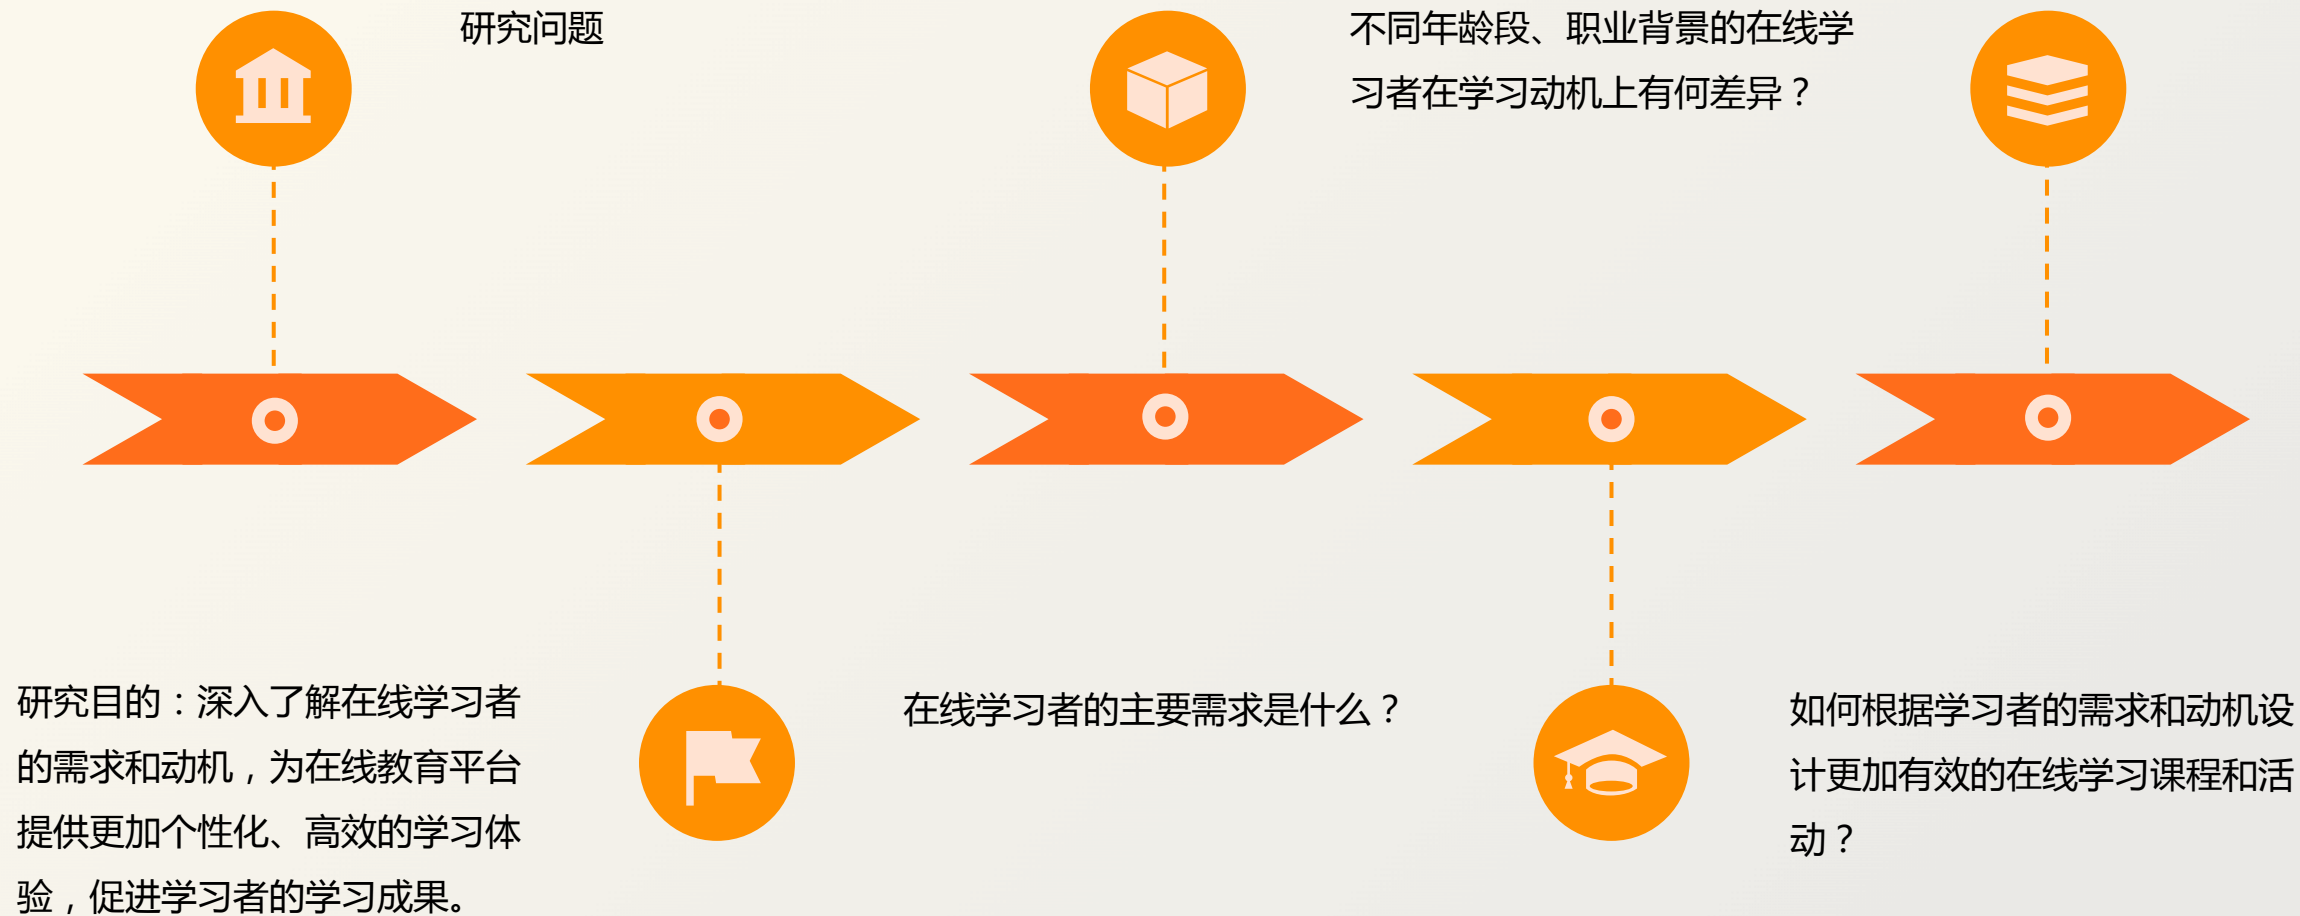 研究目的：深入了解在线学习者
的需求和动机，为在线教育平台
提供更加个性化、高效的学习体
验，促进学习者的学习成果。
研究问题
在线学习者的主要需求是什么？
不同年龄段、职业背景的在线学
习者在学习动机上有何差异？
如何根据学习者的需求和动机设
计更加有效的在线学习课程和活
动？